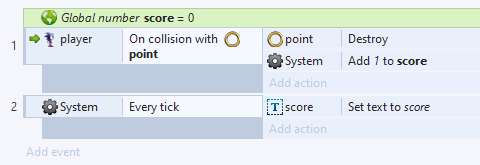 Global number score = 0
1
player
On collision with
point
point
Destroy
System
Add 1 to score
Add action
2
System
Every tick
T
score
Set text to score
Add action
Add event